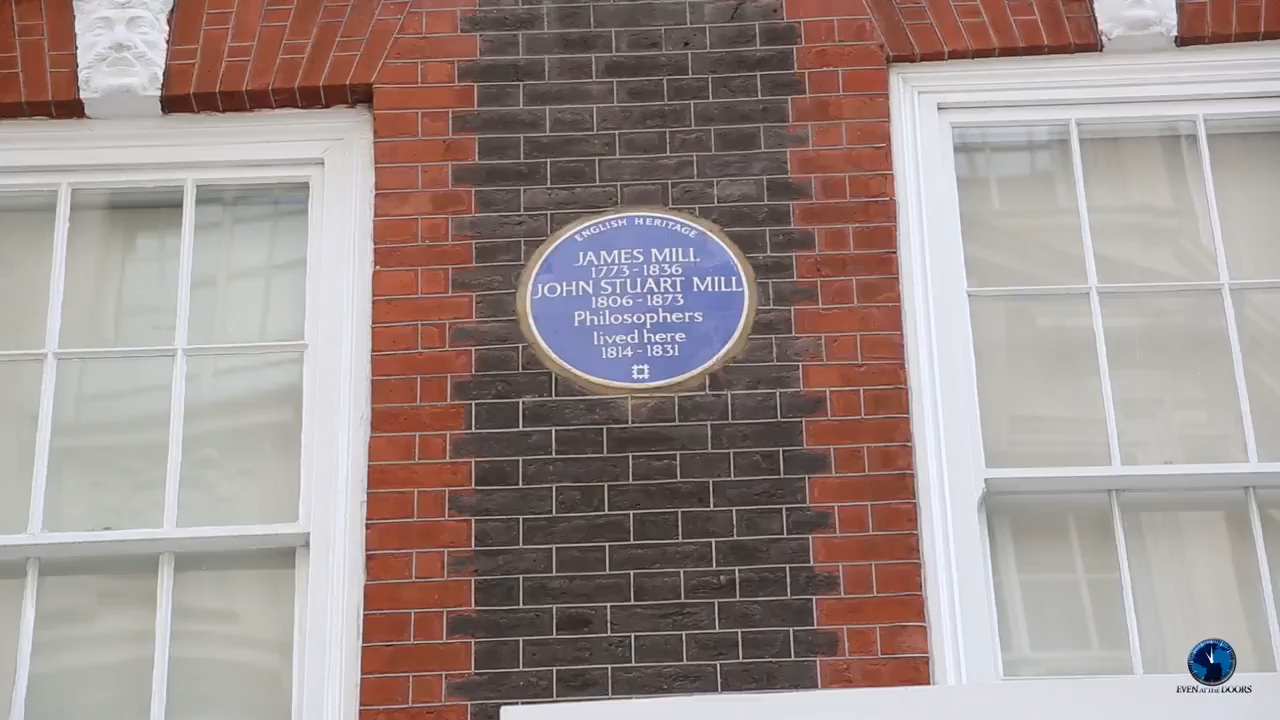 ENGLISH HERITAGE
JAMES MILL
1773-1836
JOHN STUART MILL
1806-1873
Philosophers
lived here
1814-1831
EVEN AT THE DOORS